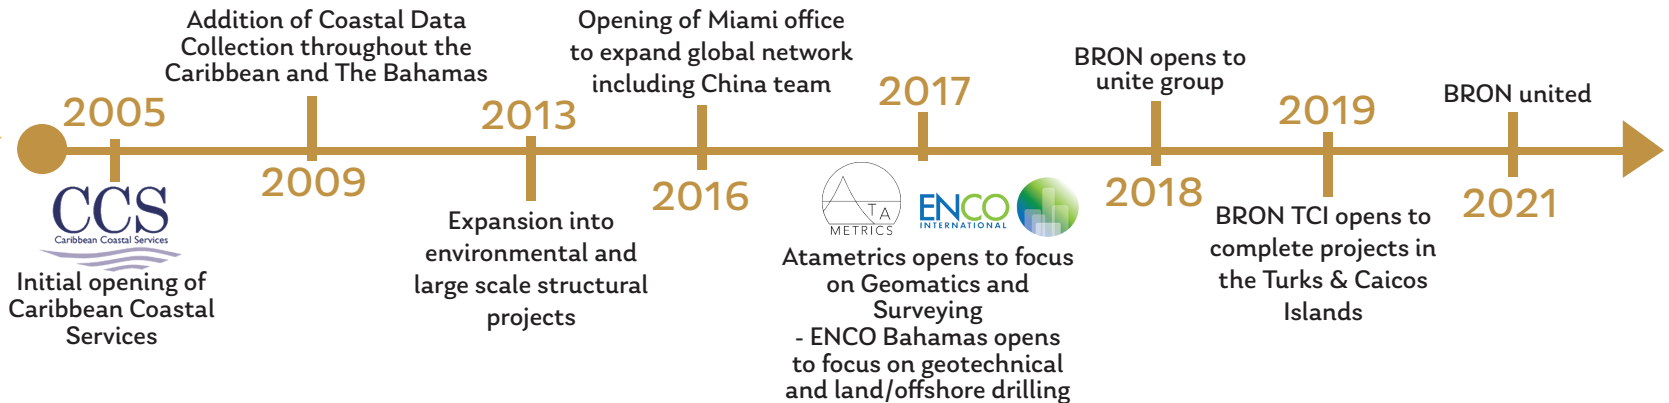 2005
CCS
Caribbean Coastal Services
Initial opening of
Caribbean Coastal
Services
Addition of Coastal Data
Collection throughout the
Caribbean and The Bahamas
2009
2013
Expansion into
environmental and
large scale structural
projects
Opening of Miami office
to expand global network
including China team
2016
2017
ATA
METRICS
ENCO
INTERNATIONAL
Atametrics opens to focus
on Geomatics and
Surveying
- ENCO Bahamas opens
to focus on geotechnical
and land/offshore drilling
BRON opens to
unite group
2018
2019
BRON TCI opens to
complete projects in
the Turks & Caicos
Islands
BRON united
2021